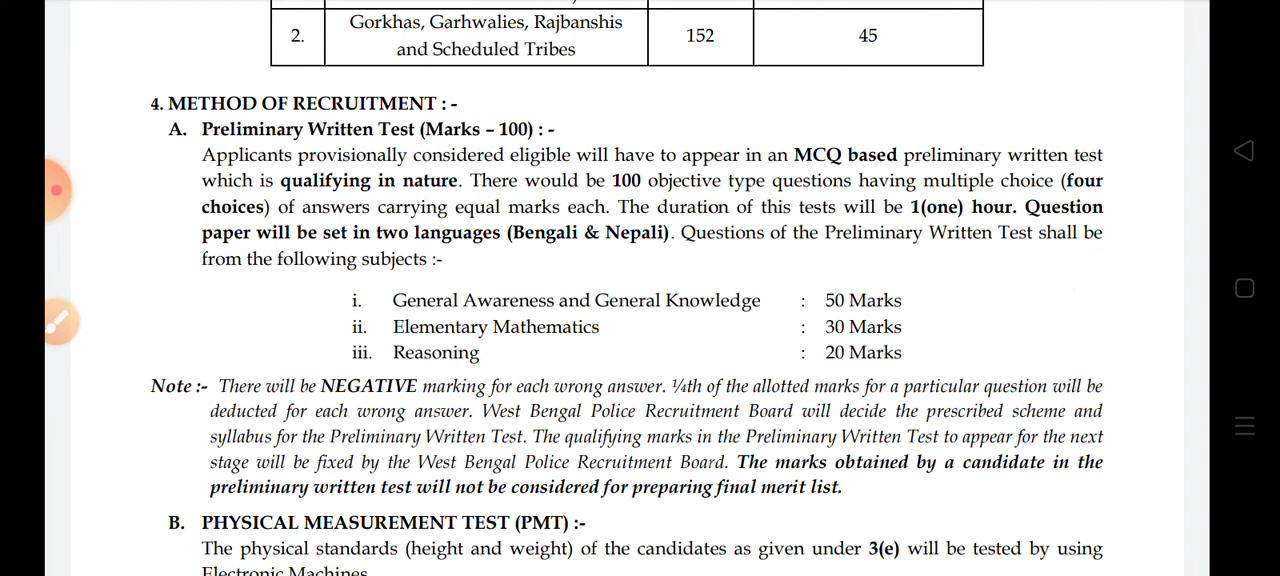 Gorkhas, Garhwalies, Rajbanshis
2. and Scheduled Tribes 152 45
4. METHOD OF RECRUITMENT : -
A. Preliminary Written Test (Marks – 100) : -
Applicants provisionally considered eligible will have to appear in an MCQ based preliminary written test
which is qualifying in nature. There would be 100 objective type questions having multiple choice (four
choices) of answers carrying equal marks each. The duration of this tests will be 1(one) hour. Question
paper will be set in two languages (Bengali & Nepali). Questions of the Preliminary Written Test shall be
from the following subjects :-
i. General Awareness and General Knowledge : 50 Marks
ii. Elementary Mathematics : 30 Marks
iii. Reasoning : 20 Marks
Note :- There will be NEGATIVE marking for each wrong answer. ¼th of the allotted marks for a particular question will be
deducted for each wrong answer. West Bengal Police Recruitment Board will decide the prescribed scheme and
syllabus for the Preliminary Written Test. The qualifying marks in the Preliminary Written Test to appear for the next
stage will be fixed by the West Bengal Police Recruitment Board. The marks obtained by a candidate in the
preliminary written test will not be considered for preparing final merit list.
B. PHYSICAL MEASUREMENT TEST (PMT) :-
The physical standards (height and weight) of the candidates as given under 3(e) will be tested by using
Electronic Machines.